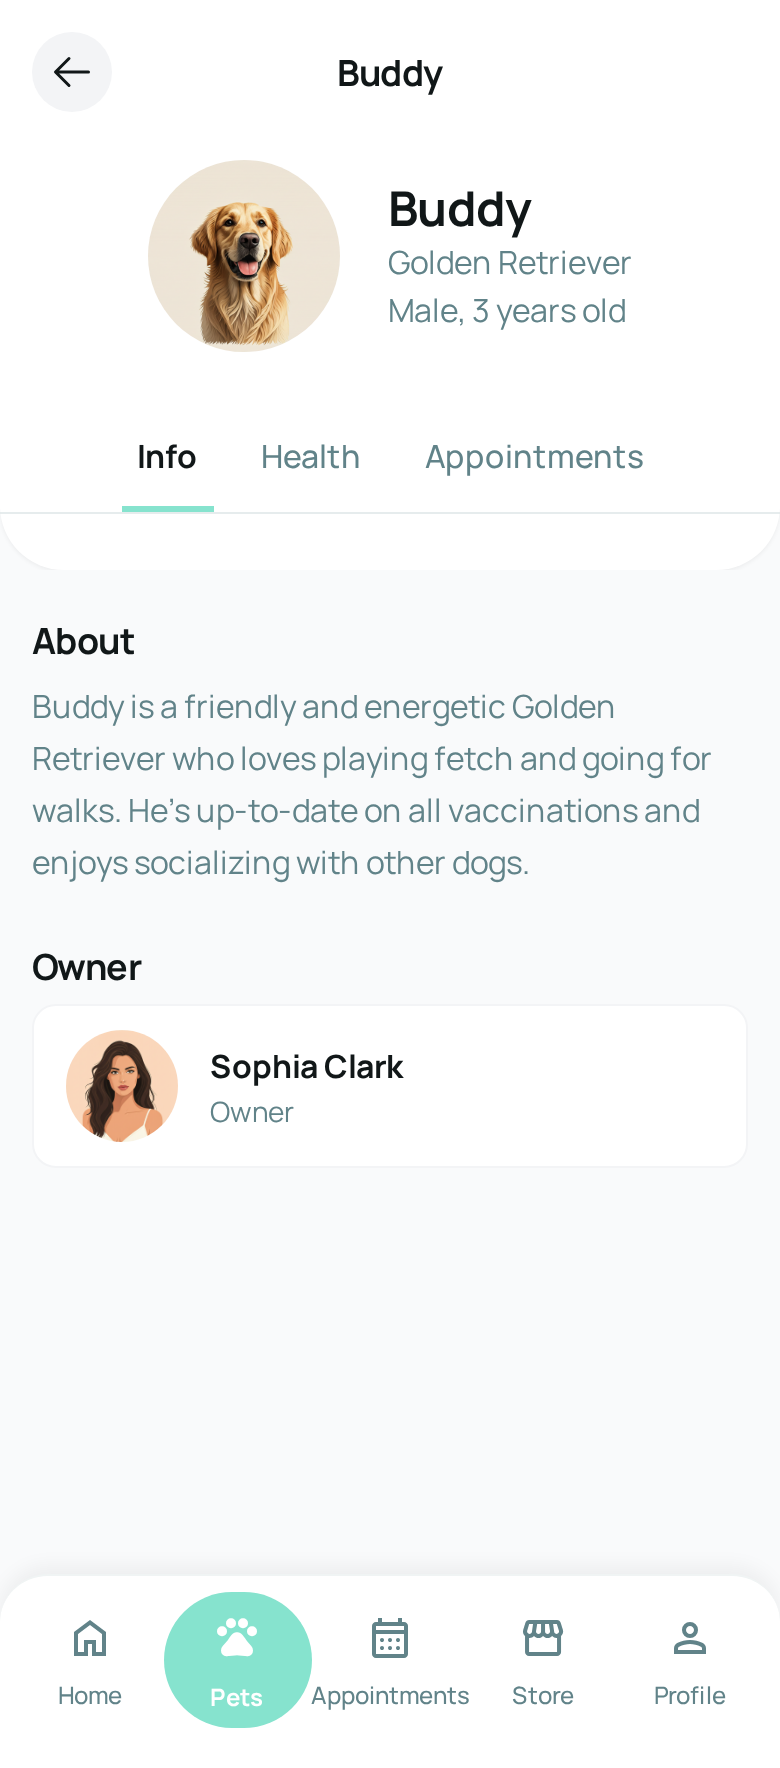 Buddy
Buddy
Golden Retriever
Male, 3 years old
Info
Health
Appointments
About
Buddy is a friendly and energetic Golden
Retriever who loves playing fetch and going for
walks. He’s up-to-date on all vaccinations and
enjoys socializing with other dogs.
Owner
Sophia Clark
Owner
Home
Pets
Appointments
Store
Profile